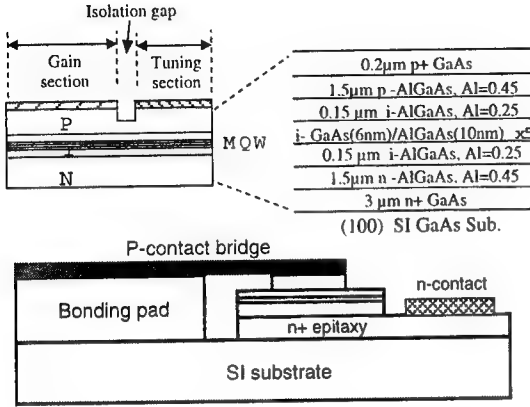 Isolation gap
Gain section
Tuning section
P
MQW
I
N
0.2μm p+ GaAs
1.5μm p -AlGaAs, Al=0.45
0.15 μm i-AlGaAs, Al=0.25
i- GaAs(6nm)/AlGaAs(10nm) x5
0.15 μm i-AlGaAs, Al=0.25
1.5μm n -AlGaAs, Al=0.45
3 μm n+ GaAs
(100) SI GaAs Sub.
P-contact bridge
n-contact
Bonding pad
n+ epitaxy
SI substrate